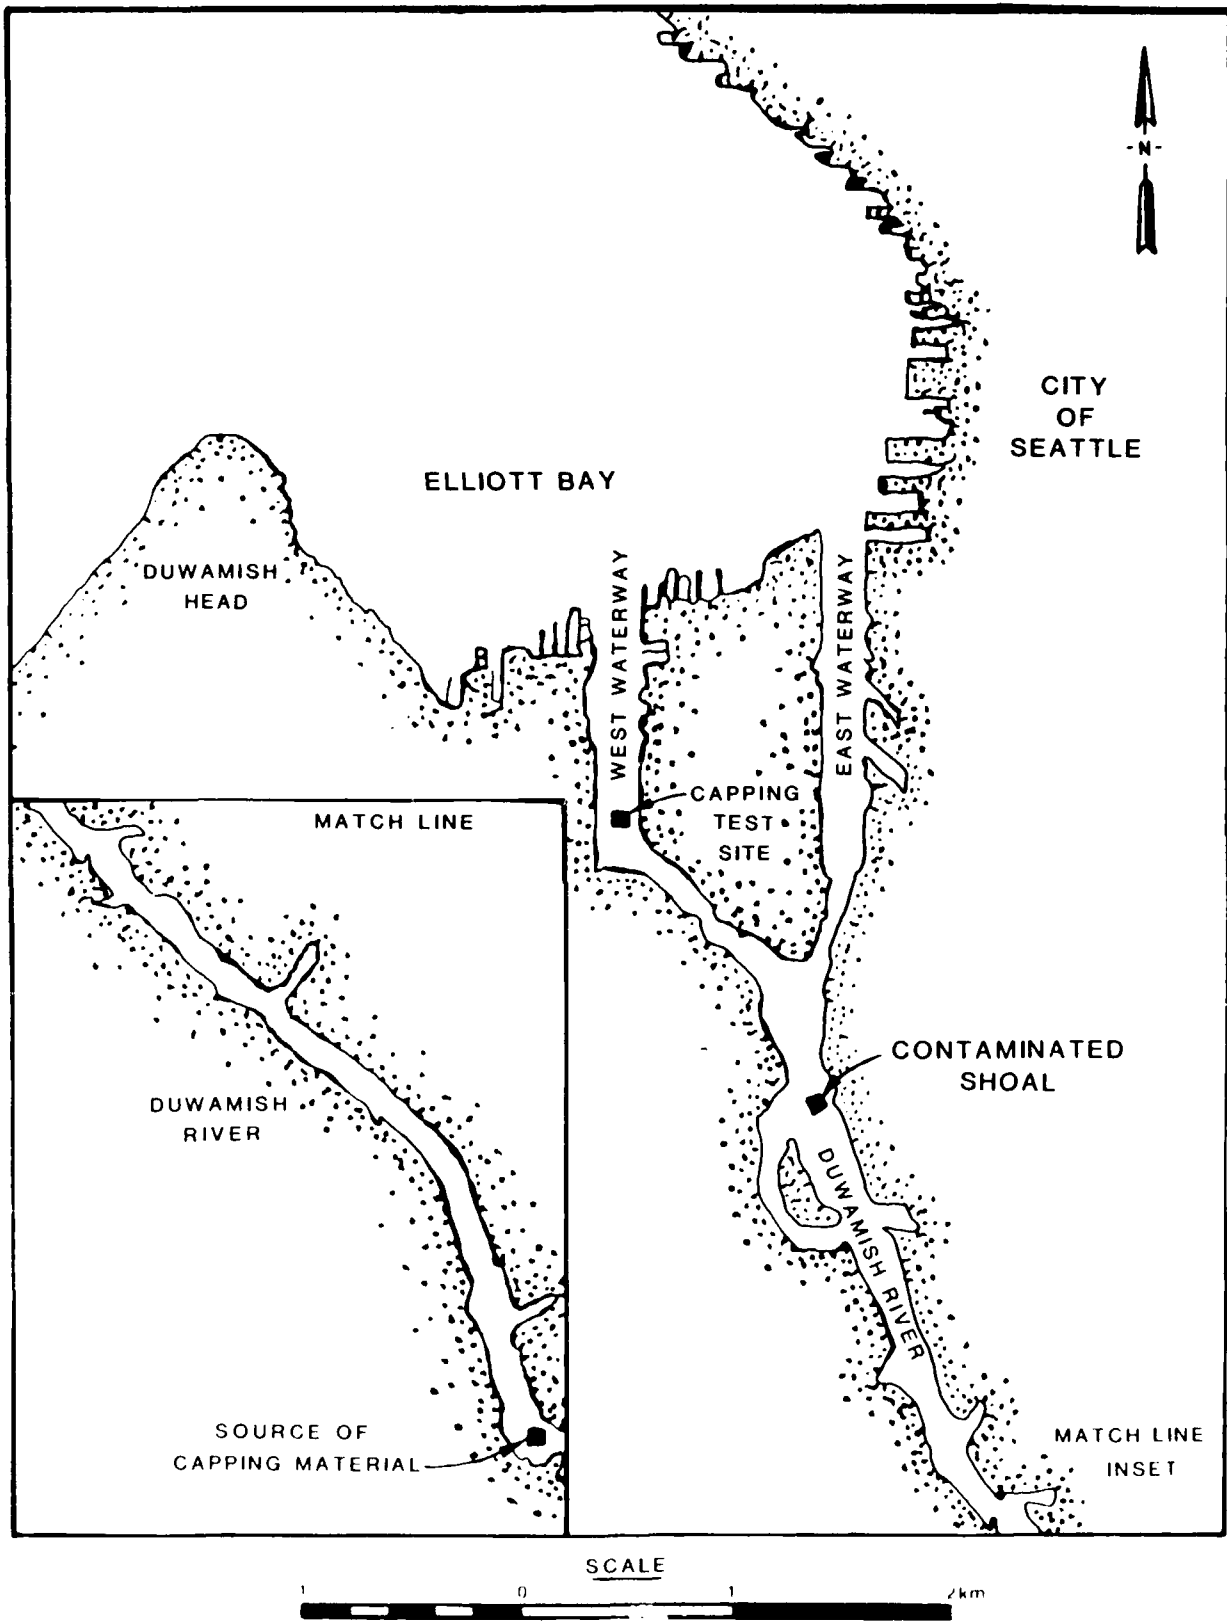 -N-
CITY
OF
SEATTLE
ELLIOTT BAY
DUWAMISH
HEAD
WEST WATERWAY
EAST WATERWAY
CAPPING
TEST
SITE
MATCH LINE
CONTAMINATED
SHOAL
DUWAMISH
RIVER
DUWAMISH RIVER
SOURCE OF
CAPPING MATERIAL
MATCH LINE
INSET
SCALE
1 0 1 2km